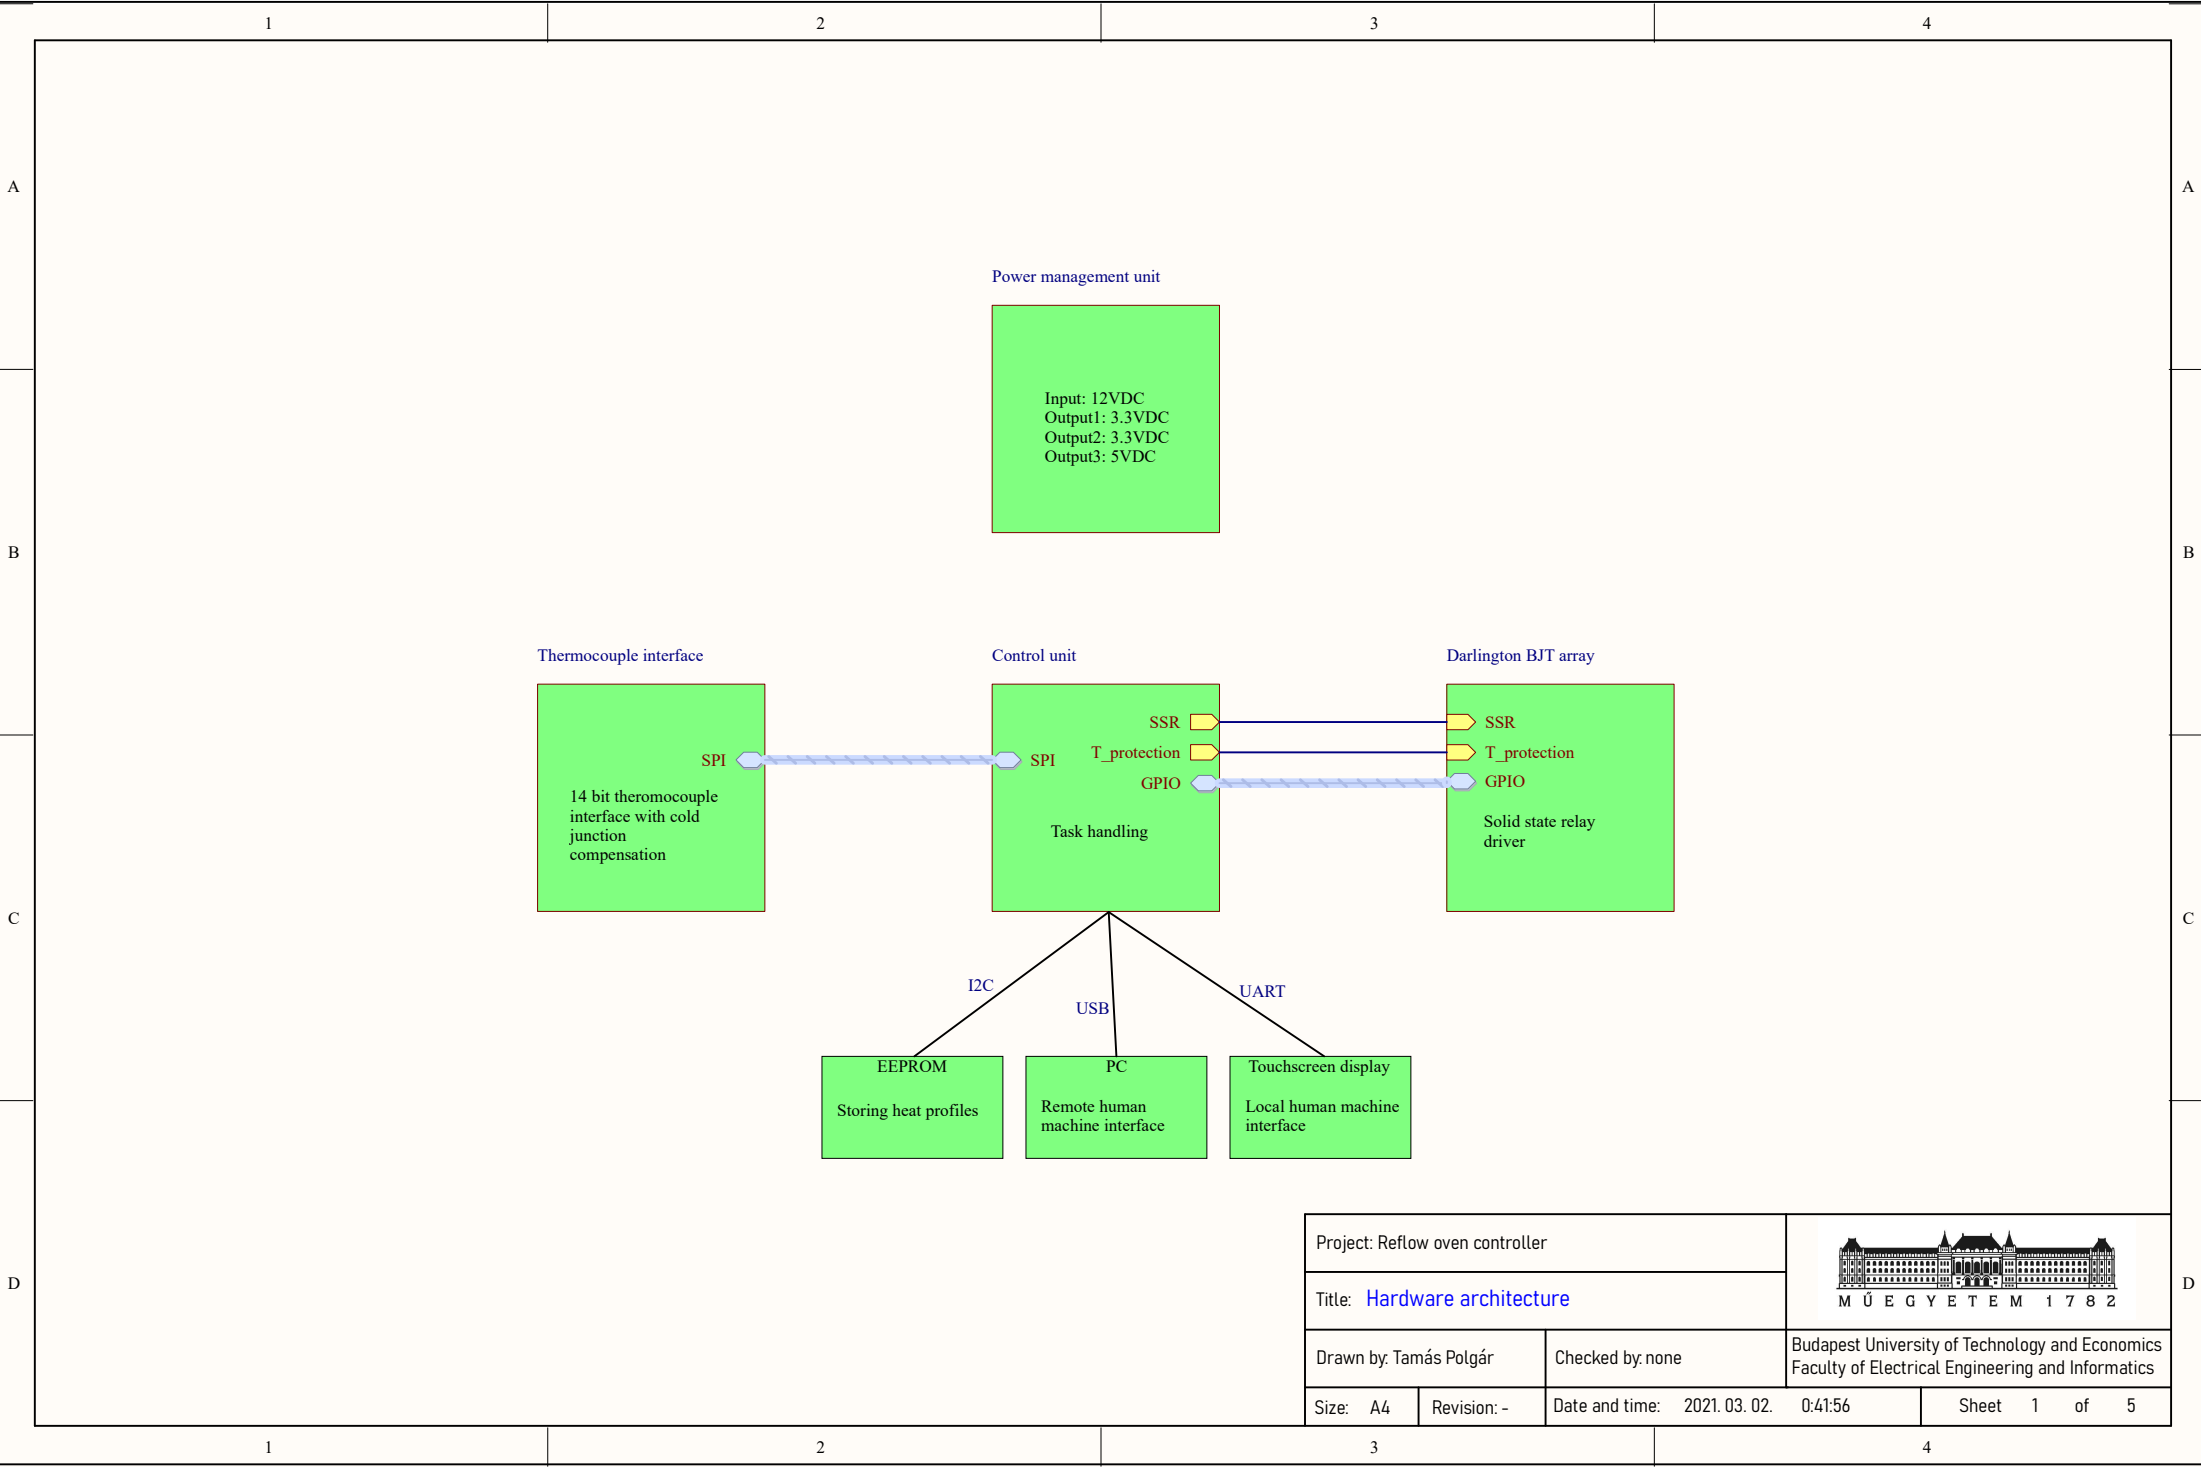 1 2 3 4
A A
Power management unit
Input: 12VDC
Output1: 3.3VDC
Output2: 3.3VDC
Output3: 5VDC
B B
Thermocouple interface
SPI
14 bit theromocouple
interface with cold
junction
compensation
Control unit
SSR
T_protection
SPI
GPIO
Task handling
Darlington BJT array
SSR
T_protection
GPIO
Solid state relay
driver
C C
I2C
USB
UART
EEPROM
Storing heat profiles
PC
Remote human
machine interface
Touchscreen display
Local human machine
interface
D D
Project: Reflow oven controller
Title: Hardware architecture
MŰEGYETEM 1782
Drawn by: Tamás Polgár
Checked by: none
Budapest University of Technology and Economics
Faculty of Electrical Engineering and Informatics
Size: A4
Revision: -
Date and time: 2021. 03. 02. 0:41:56
Sheet 1 of 5
1 2 3 4